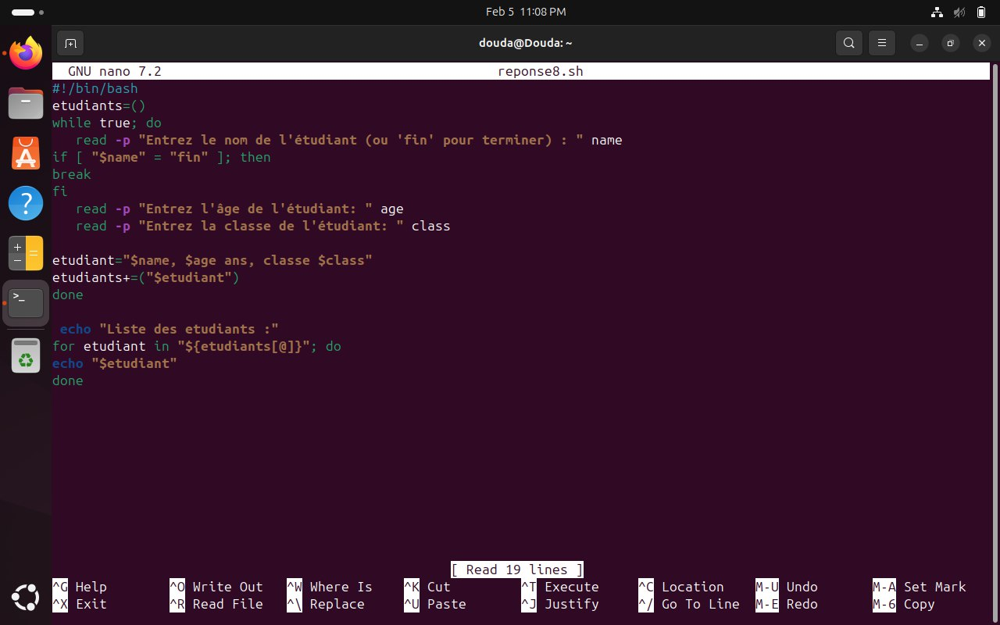 Feb 5 11:08 PM
douda@Douda: ~
GNU nano 7.2 reponse8.sh
#!/bin/bash
etudiants=()
while true; do
   read -p "Entrez le nom de l'étudiant (ou 'fin' pour terminer) : " name
if [ "$name" = "fin" ]; then
break
fi
   read -p "Entrez l'âge de l'étudiant: " age
   read -p "Entrez la classe de l'étudiant: " class
etudiant="$name, $age ans, classe $class"
etudiants+=("$etudiant")
done
 echo "Liste des etudiants :"
for etudiant in "${etudiants[@]}"; do
echo "$etudiant"
done
[ Read 19 lines ]
^G Help ^O Write Out ^W Where Is ^K Cut ^T Execute ^C Location M-U Undo M-A Set Mark
^X Exit ^R Read File ^\ Replace ^U Paste ^J Justify ^/ Go To Line M-E Redo M-6 Copy